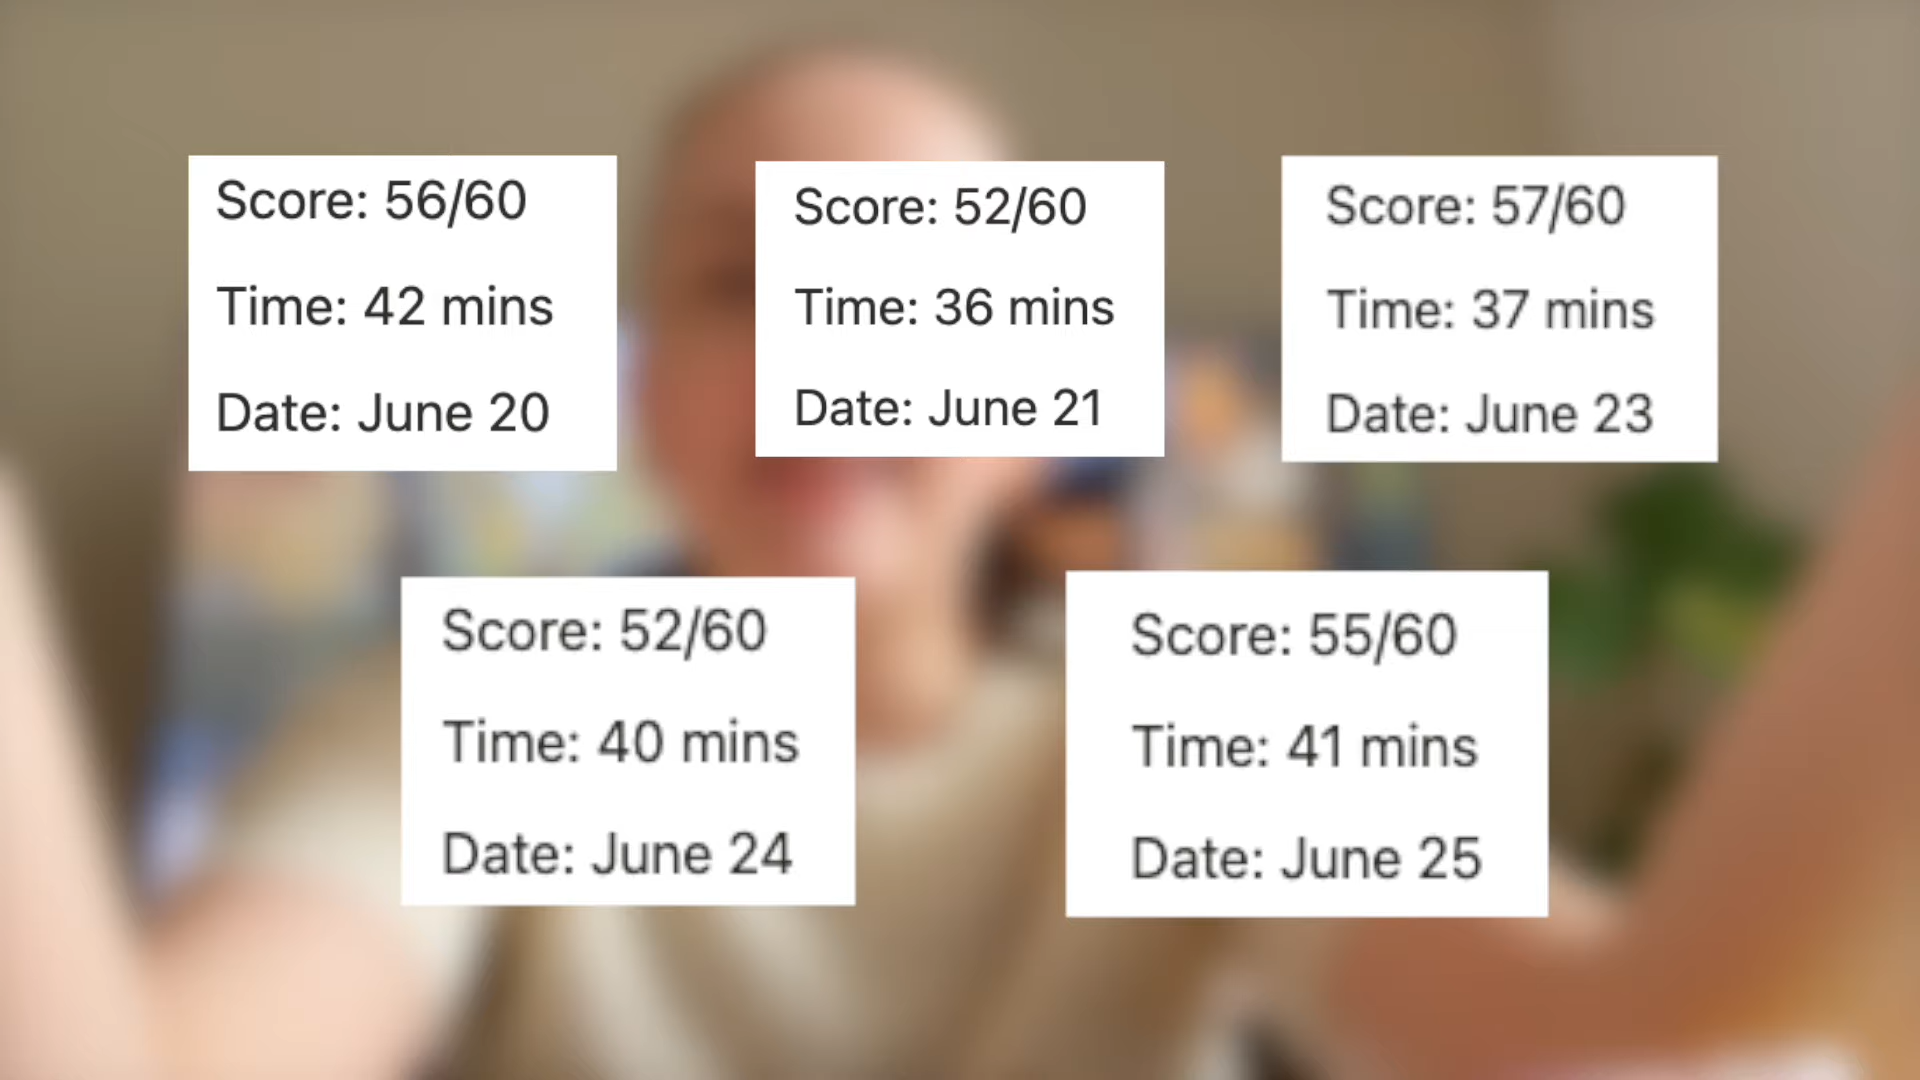 Score: 56/60
Time: 42 mins
Date: June 20
Score: 52/60
Time: 36 mins
Date: June 21
Score: 57/60
Time: 37 mins
Date: June 23
Score: 52/60
Time: 40 mins
Date: June 24
Score: 55/60
Time: 41 mins
Date: June 25